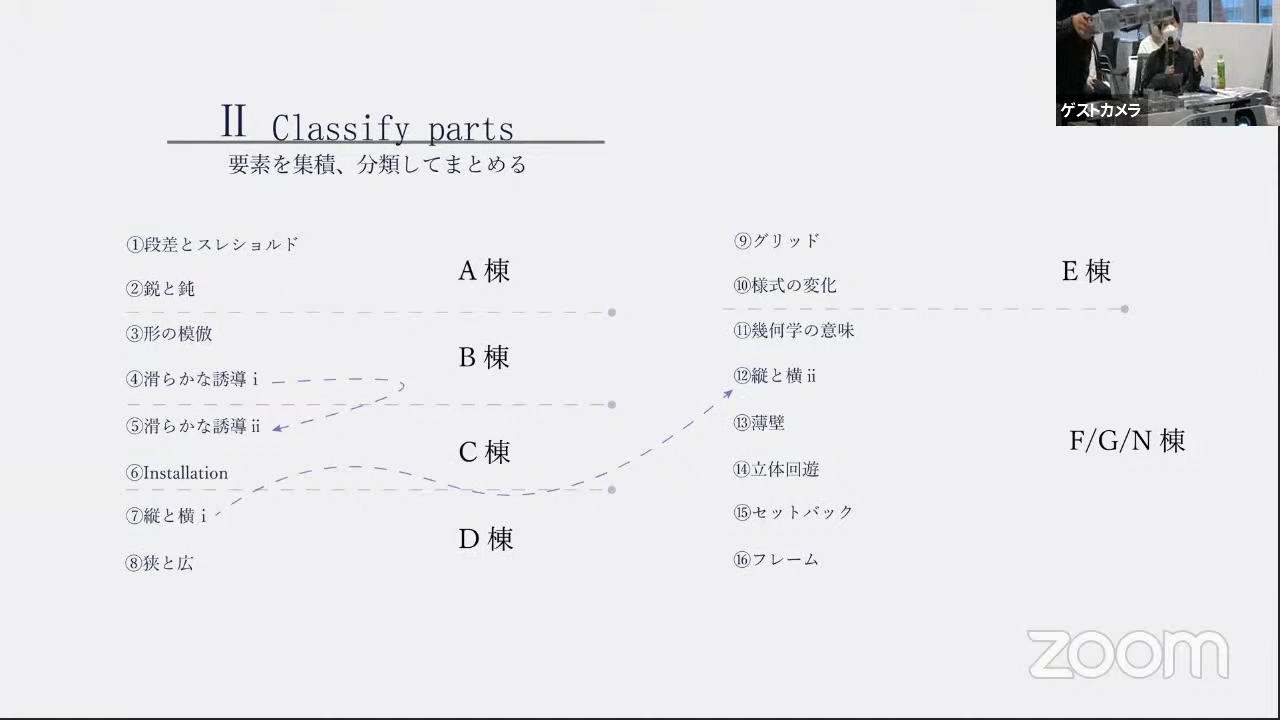 Ⅱ Classify parts
要素を集積、分類してまとめる
①段差とスレショルド
②鋭と鈍
A 棟
③形の模倣
④滑らかな誘導ⅰ
B 棟
⑤滑らかな誘導ⅱ
⑥Installation
C 棟
⑦縦と横ⅰ
⑧狭と広
D 棟
⑨グリッド
⑩様式の変化
E 棟
⑪幾何学の意味
⑫縦と横ⅱ
⑬薄壁
⑭立体回遊
⑮セットバック
⑯フレーム
F/G/N 棟
ゲストカメラ
zoom